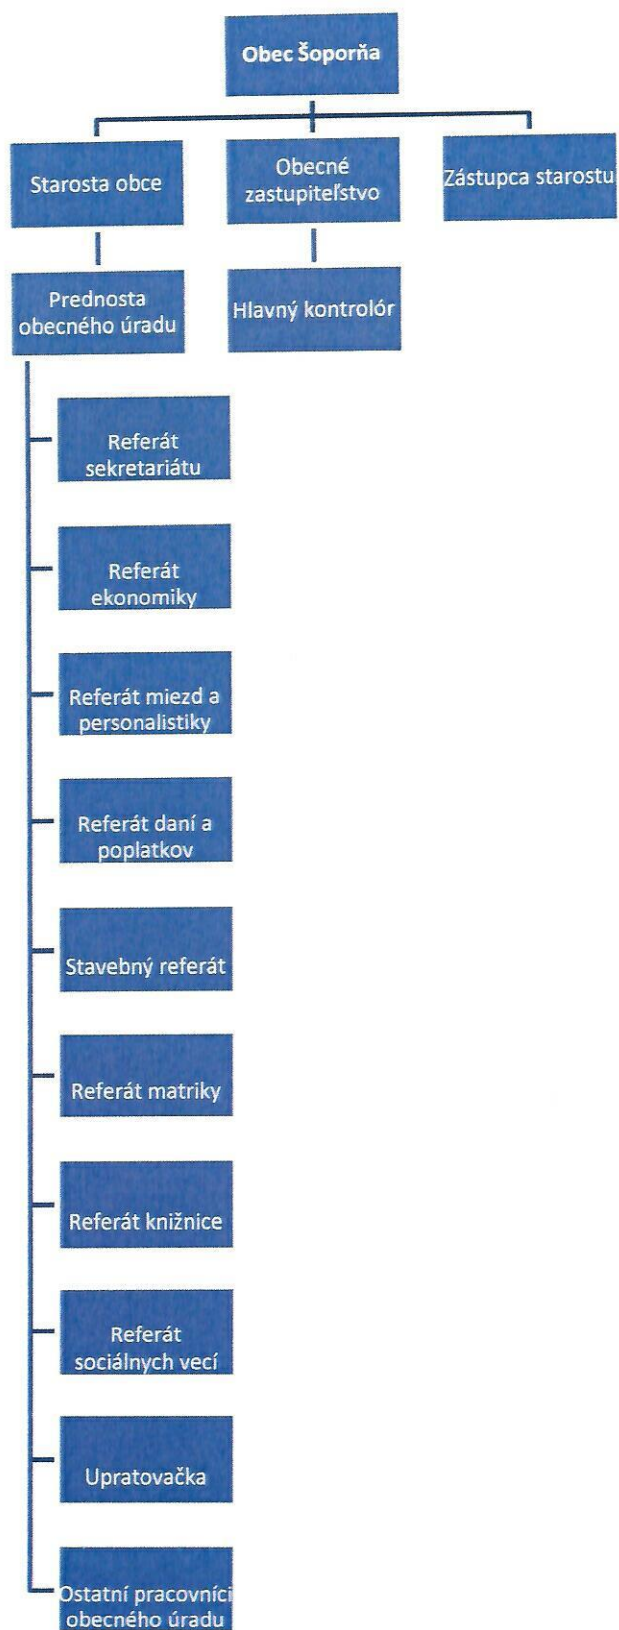 Obec Šoporňa
Starosta obce
Obecné
zastupiteľstvo
Zástupca starostu
Prednosta
obecného úradu
Hlavný kontrolór
Referát
sekretariátu
Referát
ekonomiky
Referát miezd a
personalistiky
Referát daní a
poplatkov
Stavebný referát
Referát matriky
Referát knižnice
Referát
sociálnych vecí
Upratovačka
Ostatní pracovníci
obecného úradu